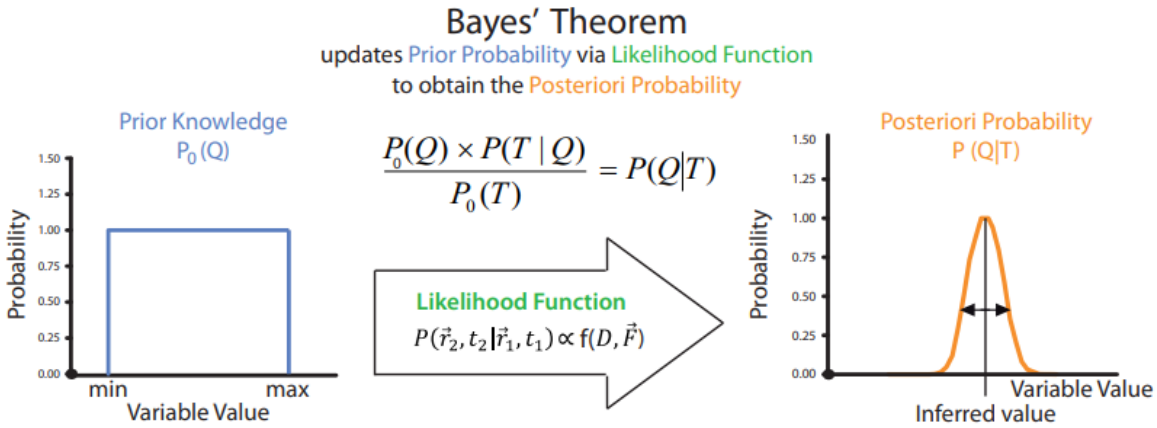 Bayes' Theorem
updates Prior Probability via Likelihood Function
to obtain the Posteriori Probability
Prior Knowledge
P₀ (Q)
1.50
1.25
1.00
0.75
0.50
0.25
0.00
Probability
min max
Variable Value
P₀(Q) × P(T | Q)
P₀(T)
= P(Q|T)
Likelihood Function
P(r⃗₂, t₂|r⃗₁, t₁) ∝ f(D, F⃗)
Posteriori Probability
P (Q|T)
1.50
1.25
1.00
0.75
0.50
0.25
0.00
Probability
Variable Value
Inferred value